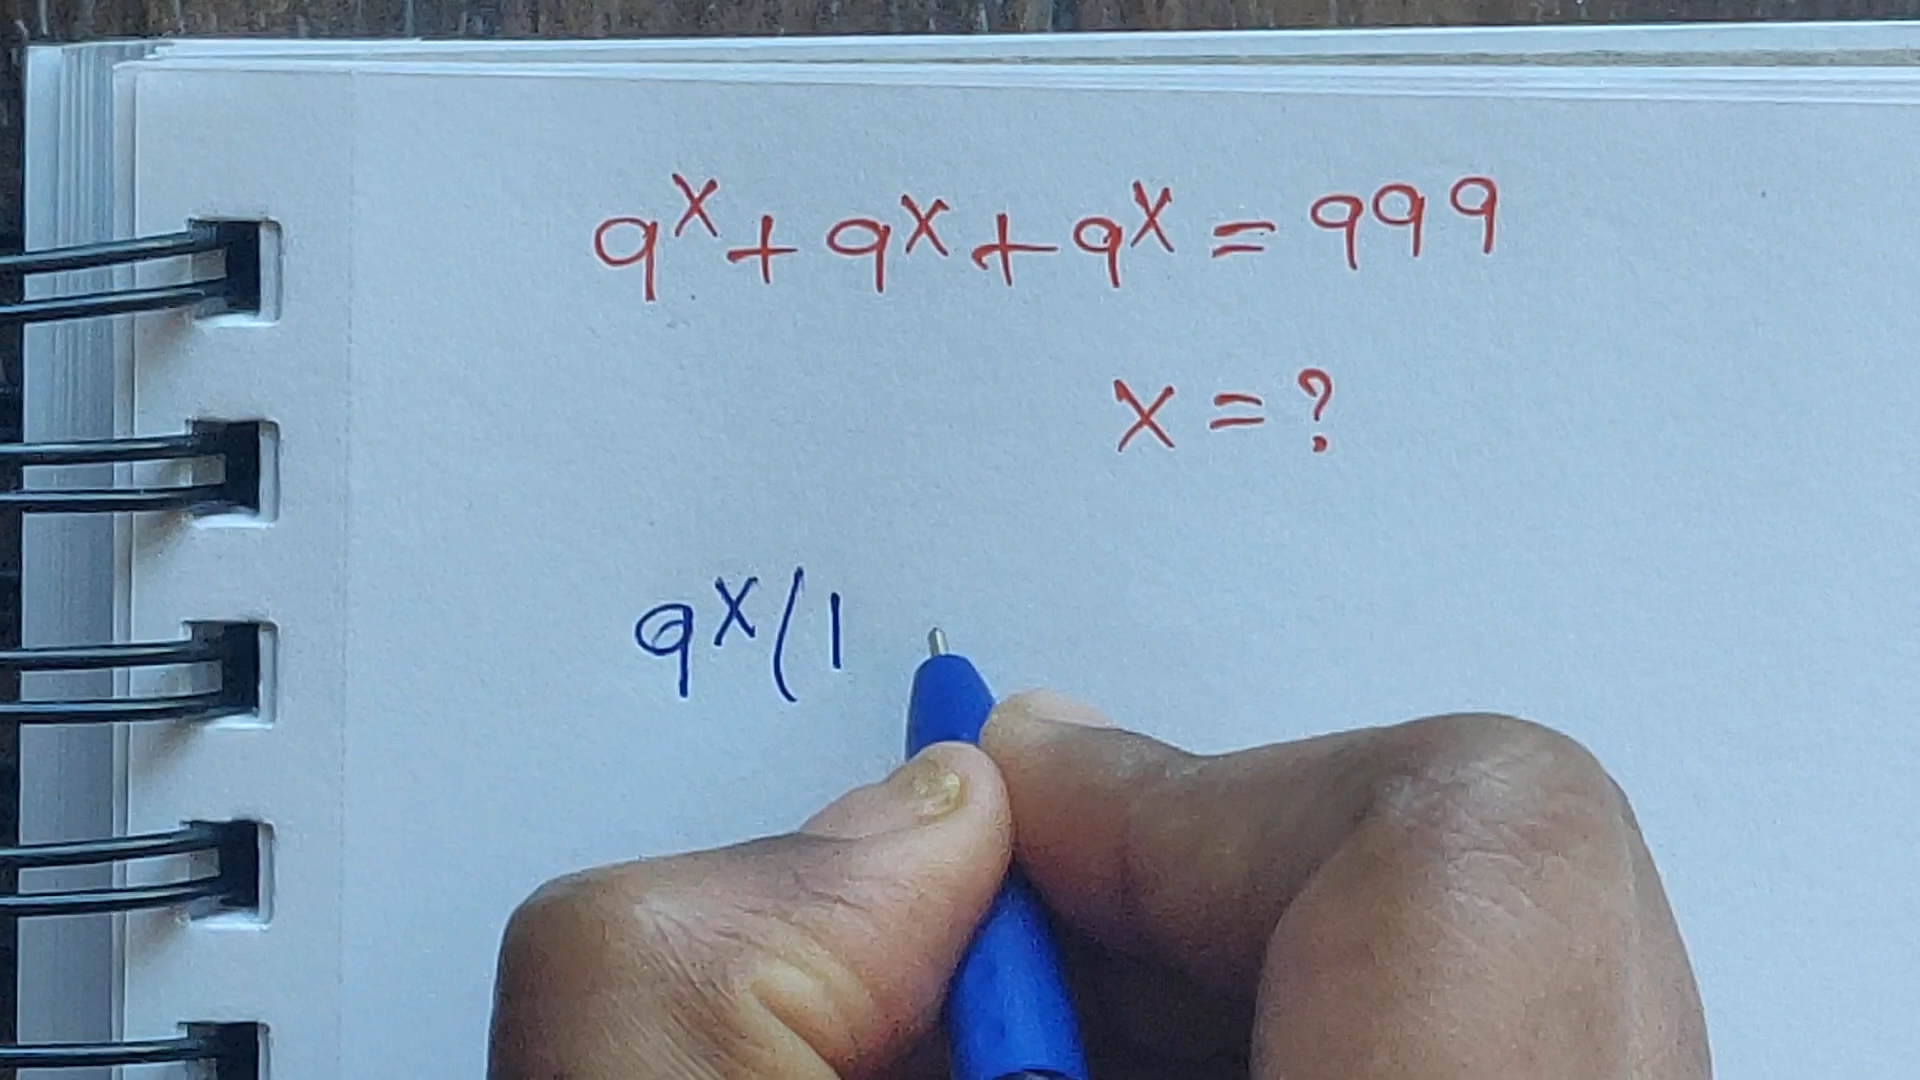 9^x + 9^x + 9^x = 999
x = ?
9^x (1